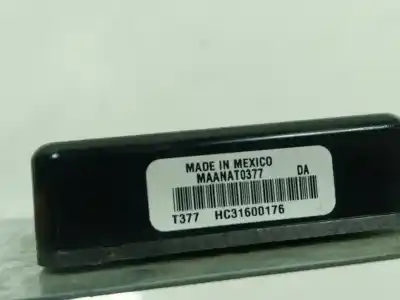 MADE IN MEXICO
MAANAT0377 DA
T377 HC31600176